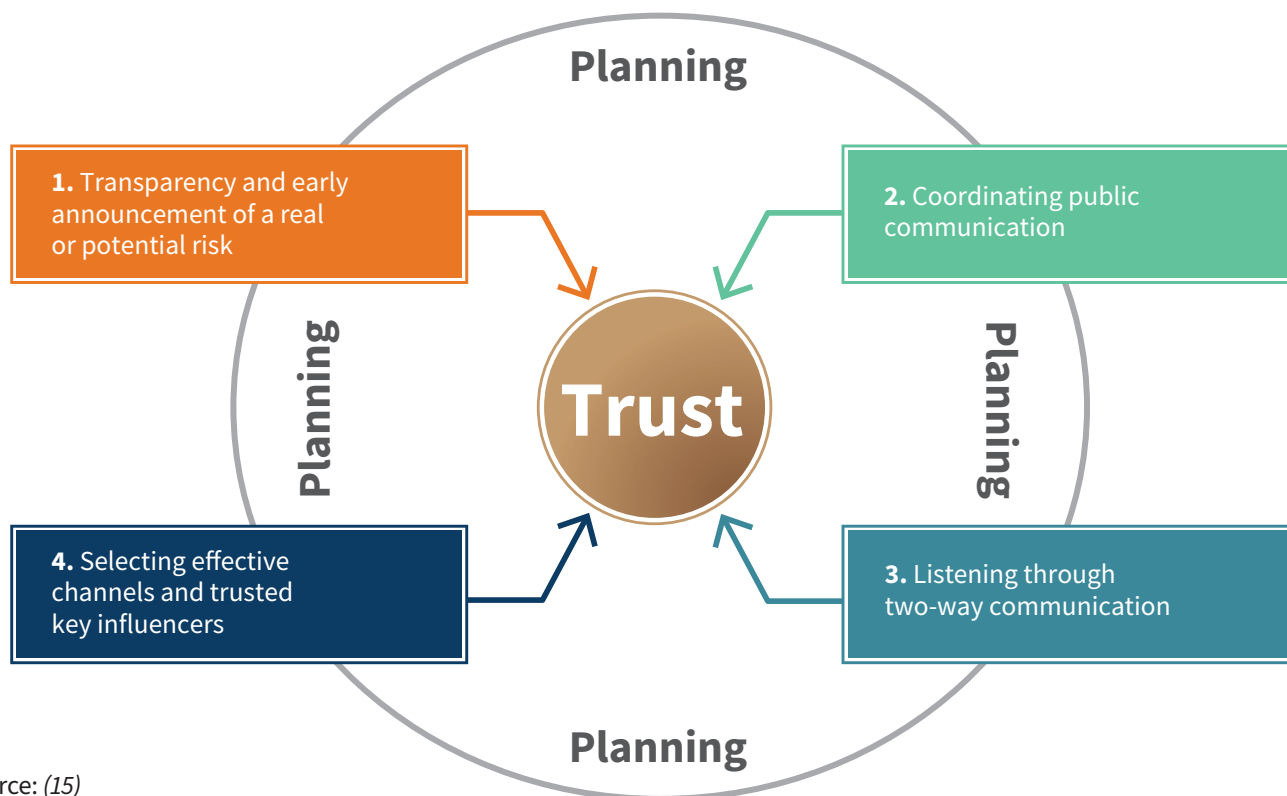 Planning
1. Transparency and early
announcement of a real
or potential risk
2. Coordinating public
communication
Planning
Trust
Planning
4. Selecting effective
channels and trusted
key influencers
3. Listening through
two-way communication
Planning
rce: (15)